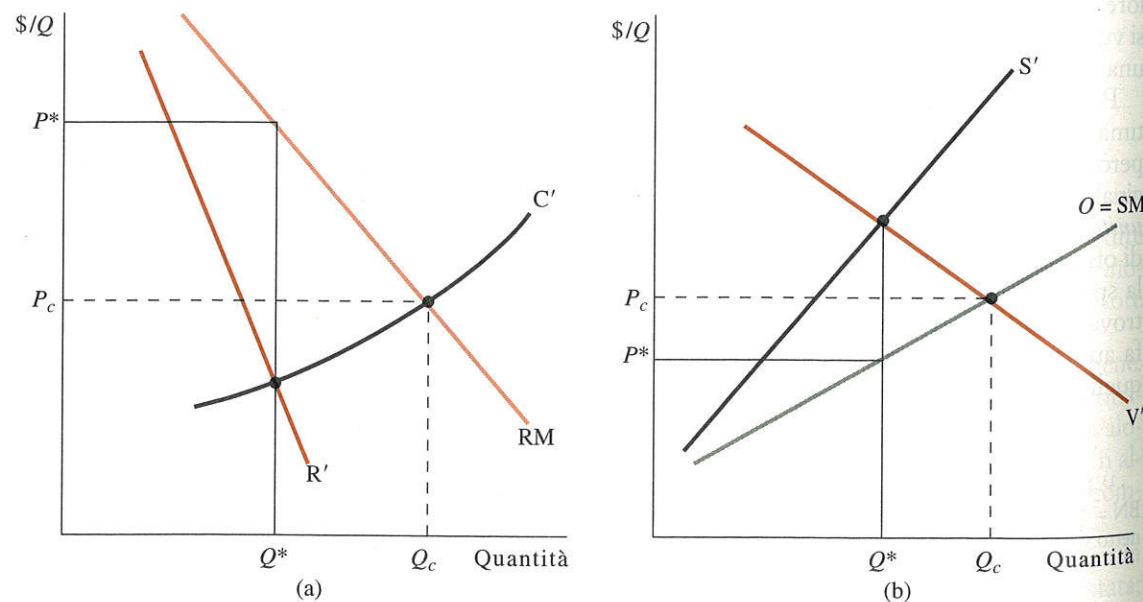 $/Q
P*
P_c
C′
RM
R′
Q*
Q_c
Quantità
(a)
$/Q
S′
O = SM
P_c
P*
V′
Q*
Q_c
Quantità
(b)